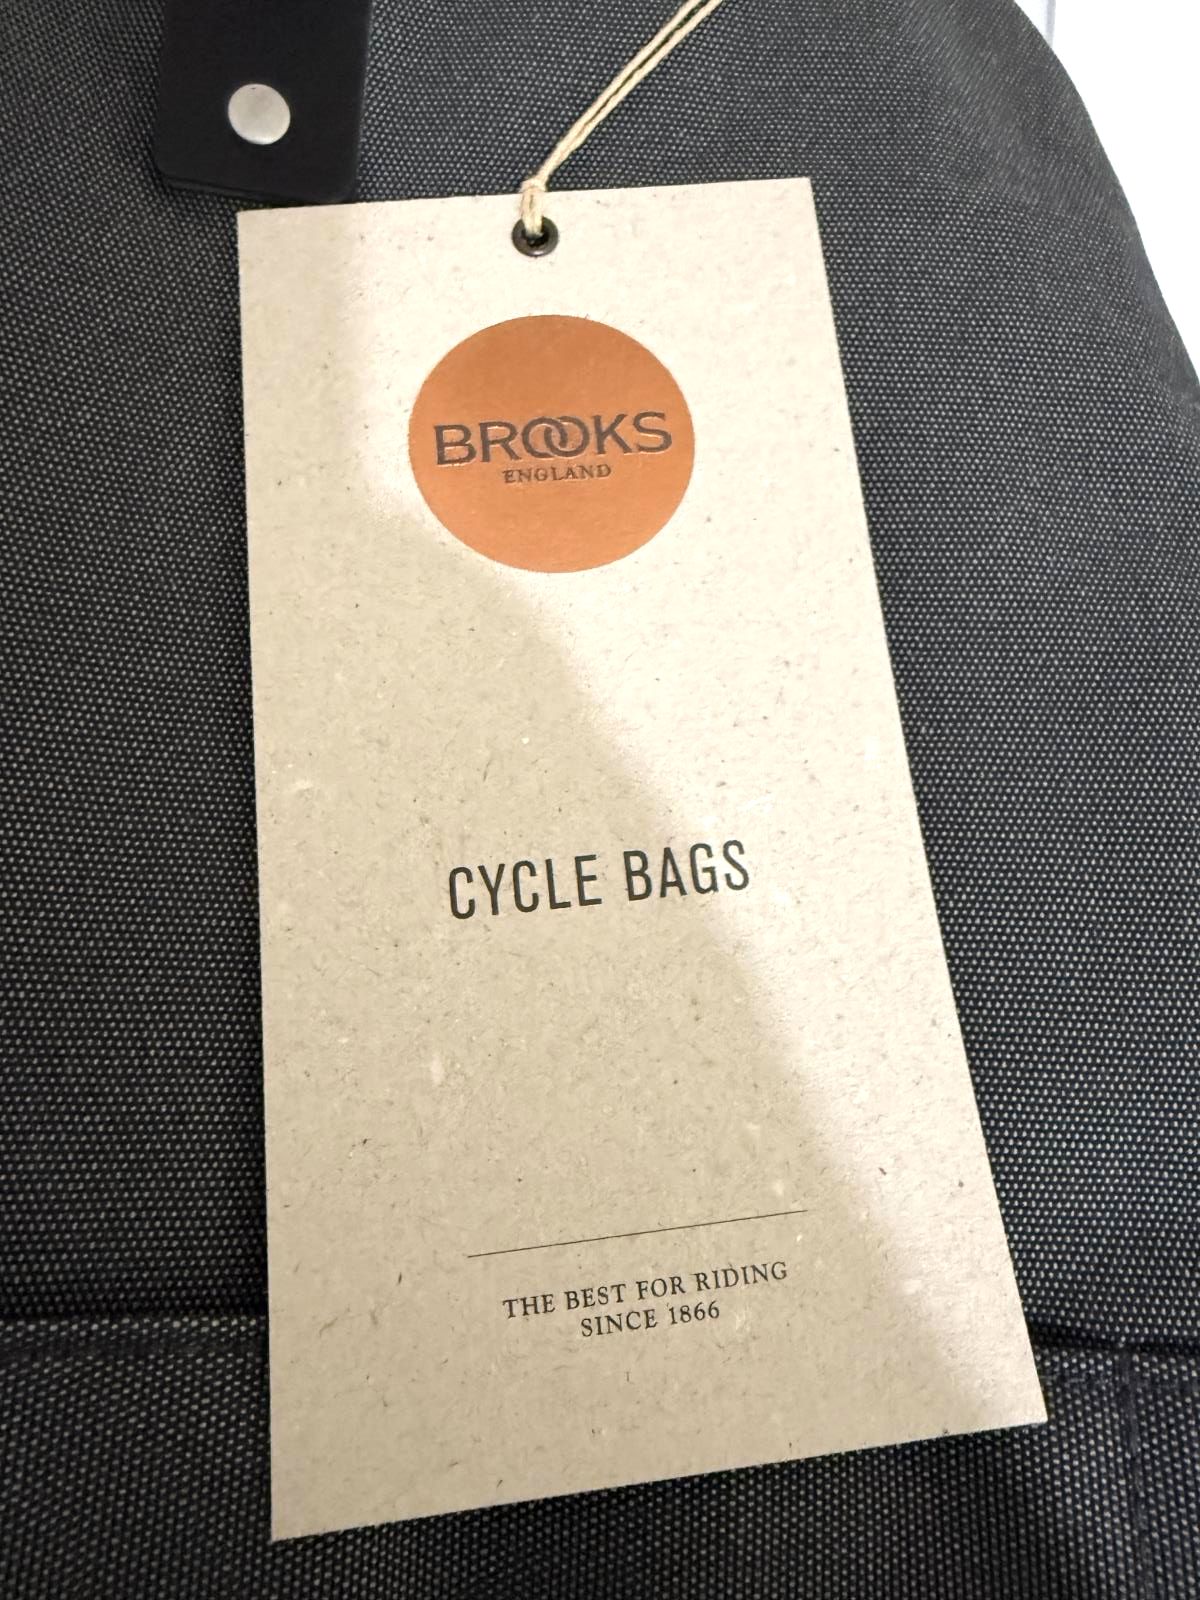 BROOKS
ENGLAND
CYCLE BAGS
THE BEST FOR RIDING
SINCE 1866